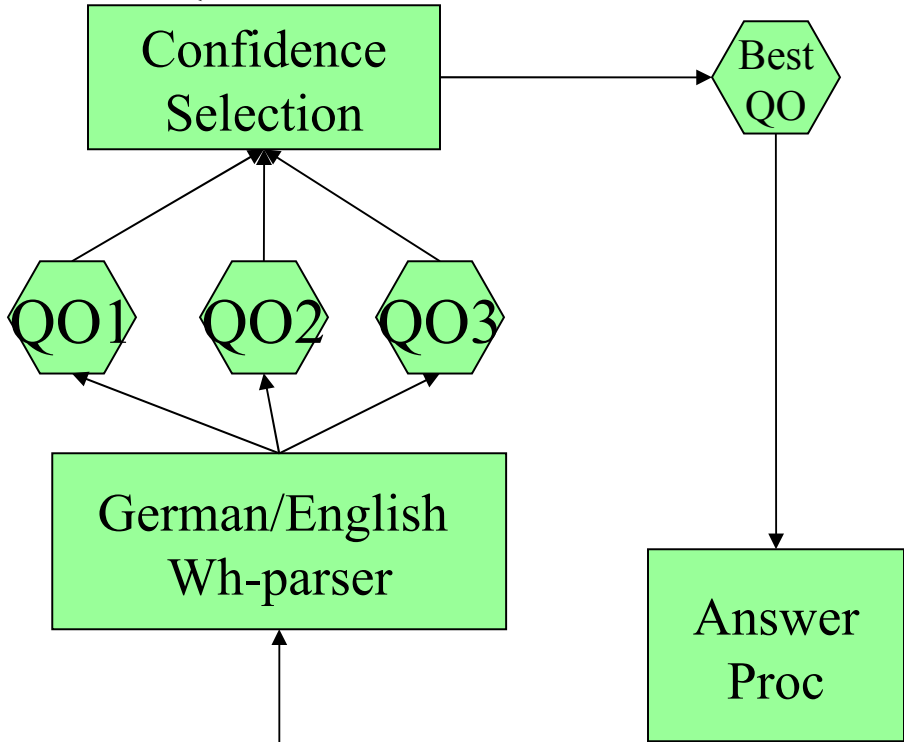 Confidence
Selection
Best
QO
QO1
QO2
QO3
German/English
Wh-parser
Answer
Proc